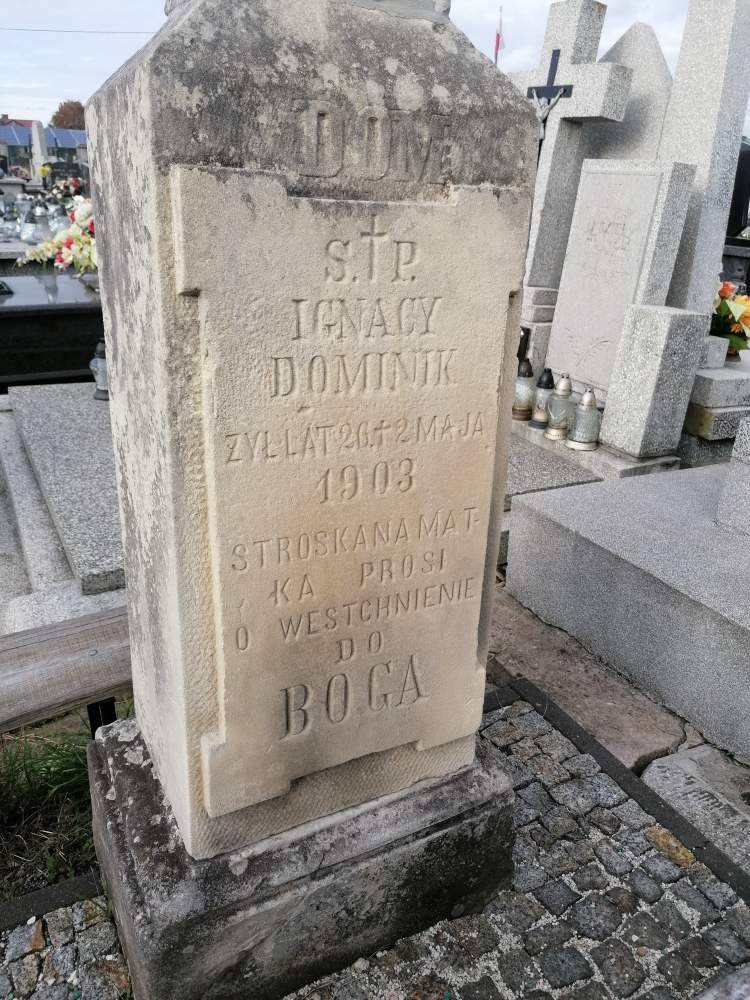 DOM
S.†P.
IGNACY
DOMINIK
ŻYŁ LAT 26.†2 MAJA
1903
STROSKANA MAT-
KA PROSI
O WESTCHNIENIE
DO
BOGA